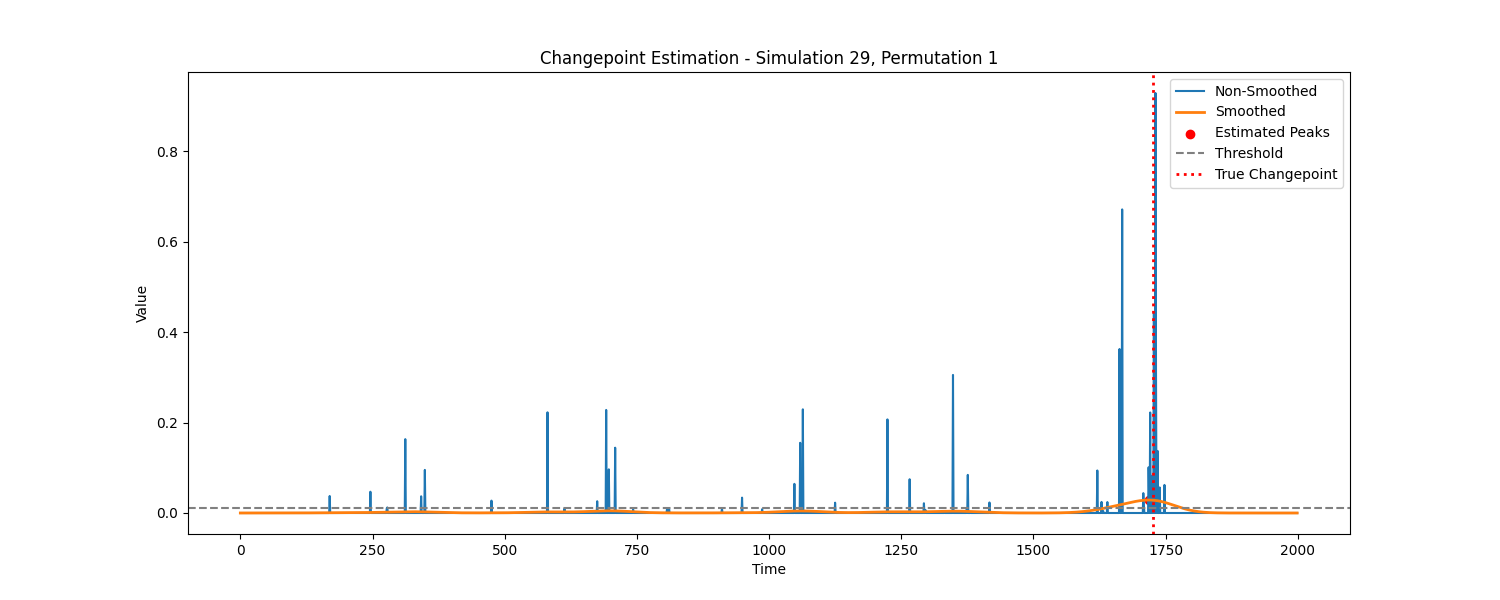 Changepoint Estimation - Simulation 29, Permutation 1
Non-Smoothed
Smoothed
Estimated Peaks
Threshold
True Changepoint
Value
0.8
0.6
0.4
0.2
0.0
0 250 500 750 1000 1250 1500 1750 2000
Time